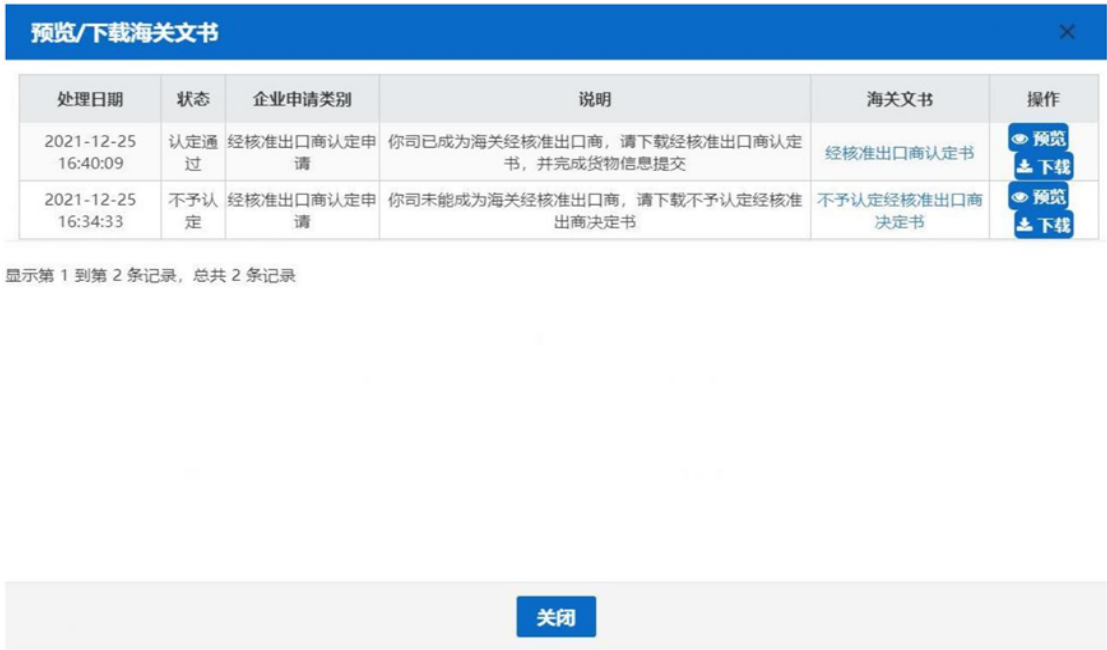 预览/下载海关文书
处理日期 状态 企业申请类别 说明 海关文书 操作
2021-12-25 16:40:09 认定通过 经核准出口商认定申请 你司已成为海关经核准出口商，请下载经核准出口商认定书，并完成货物信息提交 经核准出口商认定书 预览 下载
2021-12-25 16:34:33 不予认定 经核准出口商认定申请 你司未能成为海关经核准出口商，请下载不予认定经核准出商决定书 不予认定经核准出口商决定书 预览 下载
显示第 1 到第 2 条记录，总共 2 条记录
关闭